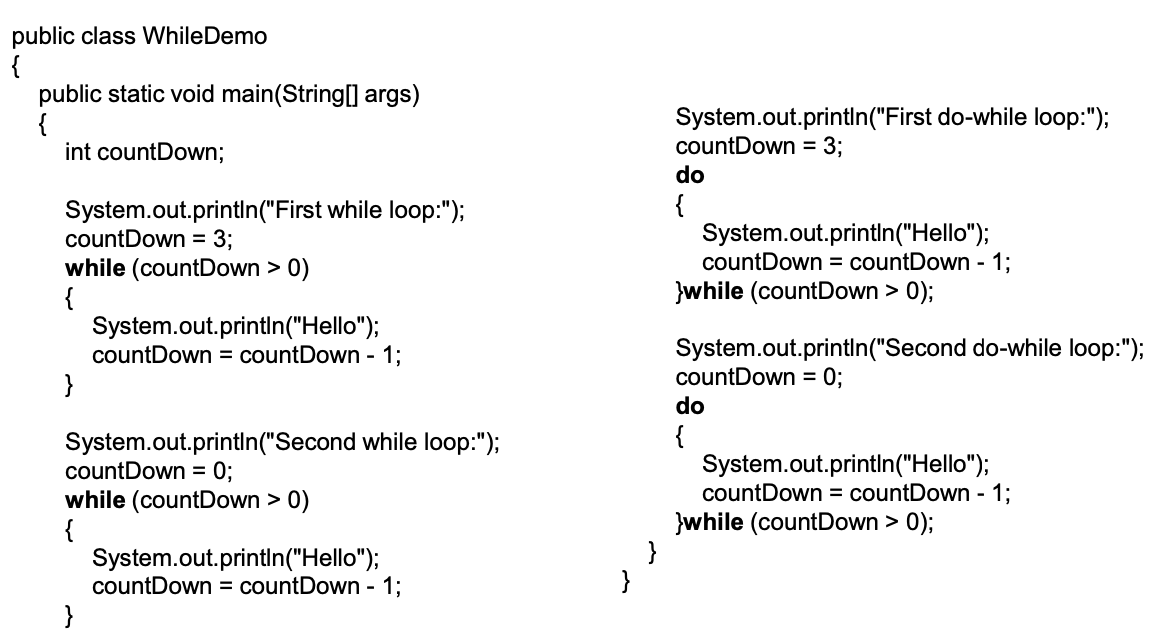 public class WhileDemo
{
public static void main(String[] args)
{
int countDown;
System.out.println("First while loop:");
countDown = 3;
while (countDown > 0)
{
System.out.println("Hello");
countDown = countDown - 1;
}
System.out.println("Second while loop:");
countDown = 0;
while (countDown > 0)
{
System.out.println("Hello");
countDown = countDown - 1;
}
System.out.println("First do-while loop:");
countDown = 3;
do
{
System.out.println("Hello");
countDown = countDown - 1;
}while (countDown > 0);
System.out.println("Second do-while loop:");
countDown = 0;
do
{
System.out.println("Hello");
countDown = countDown - 1;
}while (countDown > 0);
}
}